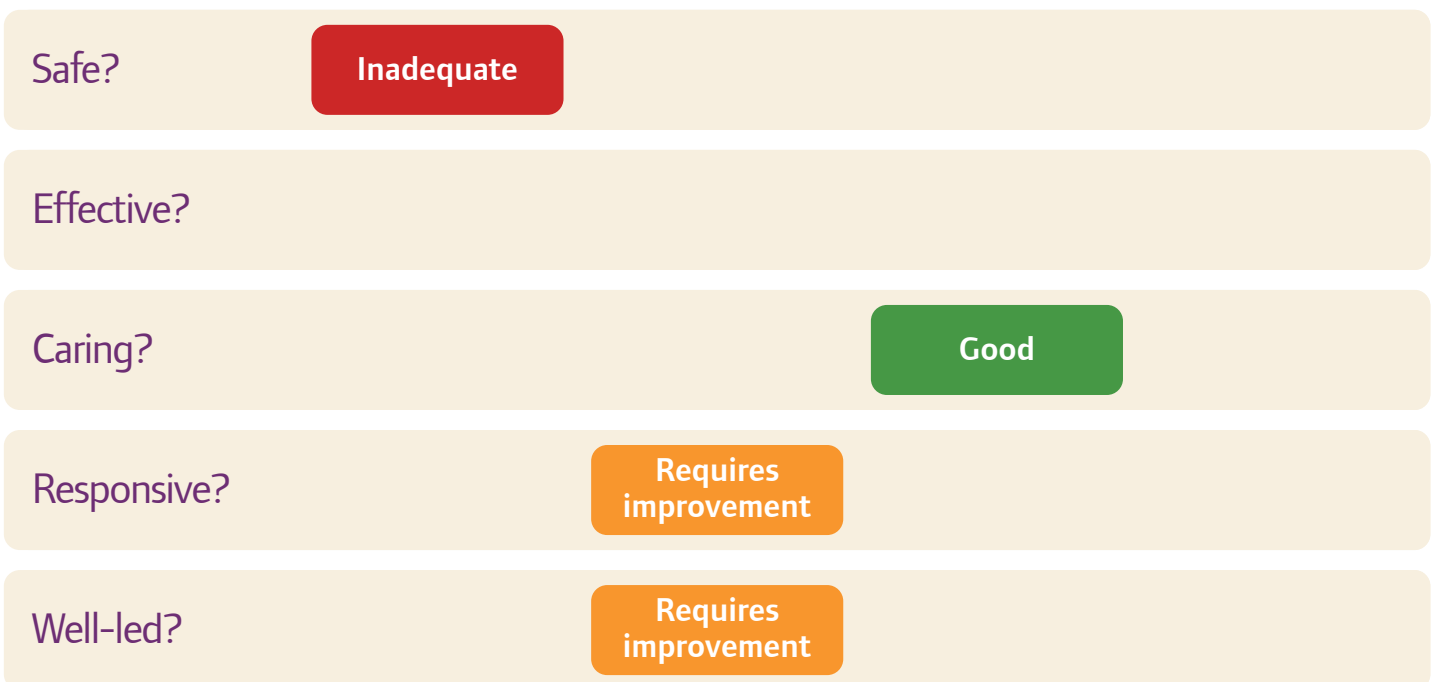 Safe?
Inadequate
Effective?
Caring?
Good
Responsive?
Requires
improvement
Well-led?
Requires
improvement